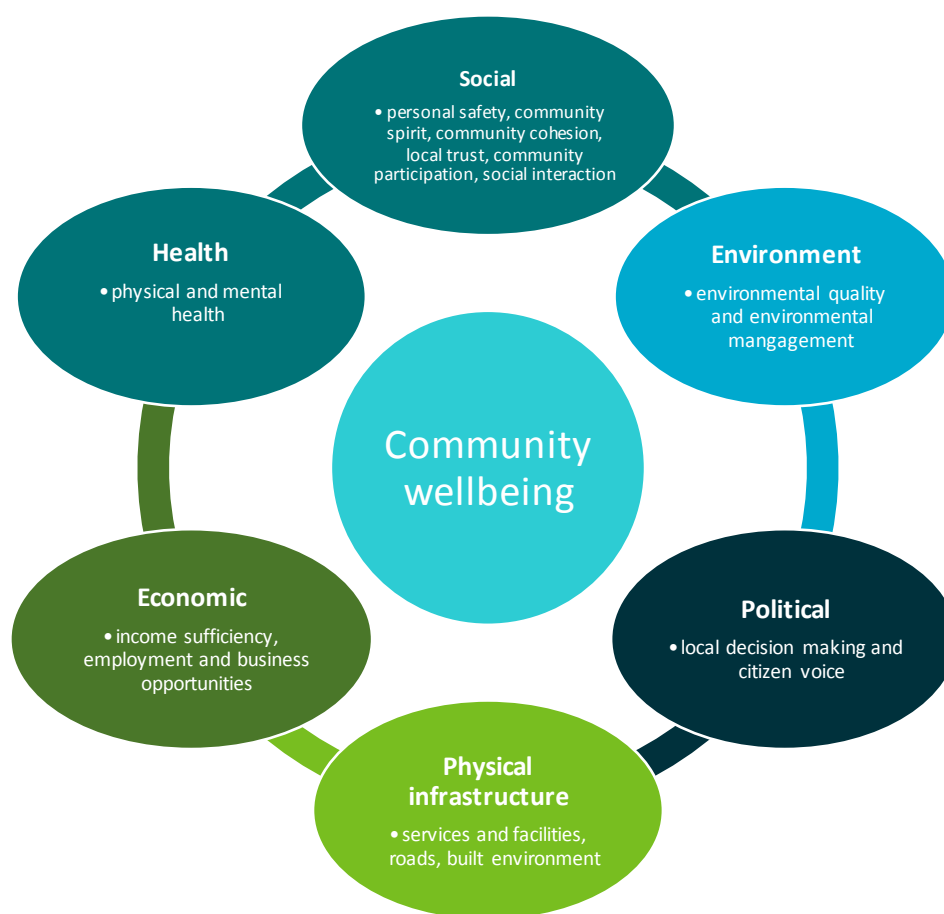 Social
• personal safety, community
spirit, community cohesion,
local trust, community
participation, social interaction
Environment
• environmental quality
and environmental
mangagement
Political
• local decision making and
citizen voice
Physical
infrastructure
• services and facilities,
roads, built environment
Economic
• income sufficiency,
employment and business
opportunities
Health
• physical and mental
health
Community
wellbeing